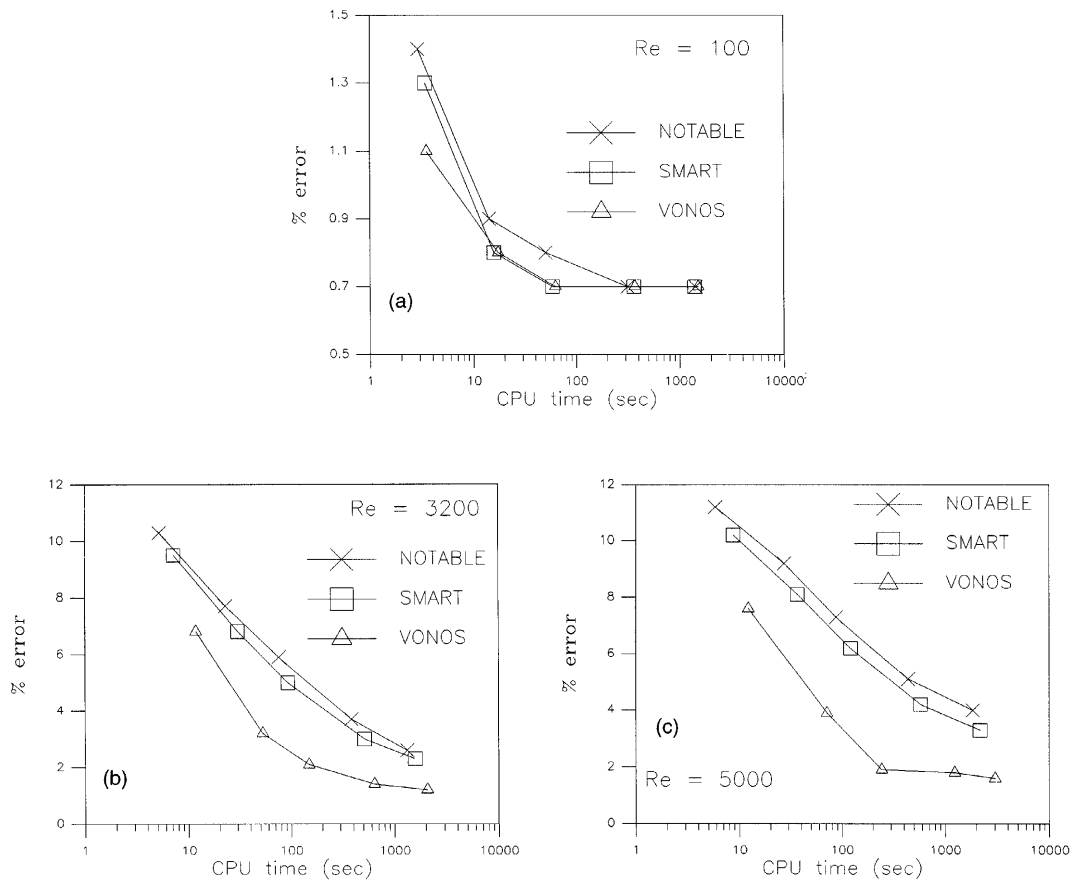 1.5
Re = 100
1.3
NOTABLE
1.1
SMART
% error
0.9
VONOS
0.7
(a)
0.5
1 10 100 1000 10000
CPU time (sec)
12
Re = 3200
10
NOTABLE
8
SMART
% error
6
VONOS
4
2
(b)
0
1 10 100 1000 10000
CPU time (sec)
12
NOTABLE
10
SMART
8
VONOS
% error
6
4
(c)
2
Re = 5000
0
1 10 100 1000 10000
CPU time (sec)